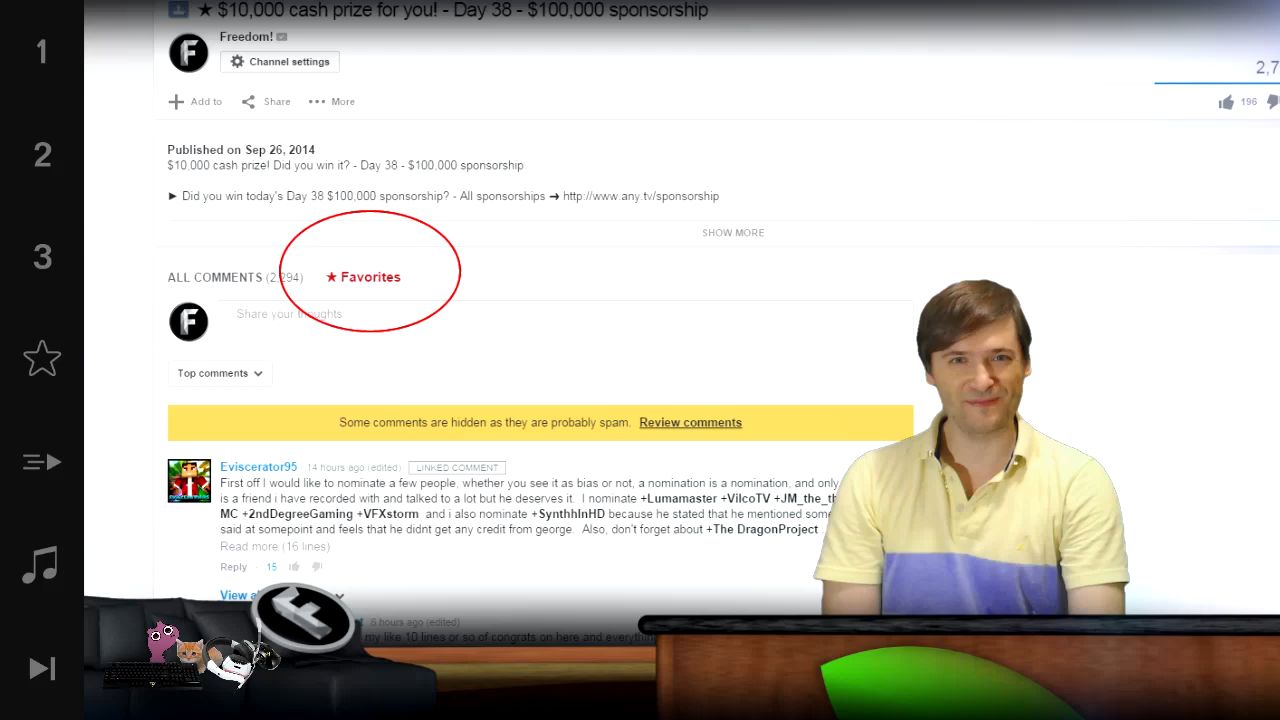 ★ $10,000 cash prize for you! - Day 38 - $100,000 sponsorship
Freedom!
Channel settings
2,7
Add to Share More
196
Published on Sep 26, 2014
$10,000 cash prize! Did you win it? - Day 38 - $100,000 sponsorship
► Did you win today's Day 38 $100,000 sponsorship? - All sponsorships ➜ http://www.any.tv/sponsorship
SHOW MORE
ALL COMMENTS (2,294) ★ Favorites
Share your thoughts
Top comments
Some comments are hidden as they are probably spam. Review comments
Eviscerator95 14 hours ago (edited) LINKED COMMENT
First off I would like to nominate a few people, whether you see it as bias or not, a nomination is a nomination, and only
is a friend i have recorded with and talked to alot but he deserves it. I nominate +Lumamaster +VilcoTV +JM_the_th
MC +2ndDegreeGaming +VFXstorm and i also nominate +SynthhInHD because he stated that he mentioned some
said at somepoint and feels that he didnt get any credit from george. Also, don't forget about +The DragonProject
Read more (16 lines)
Reply · 15
View a
6 hours ago (edited)
my like 10 lines or so of congrats on here and everythin
1
2
3
F